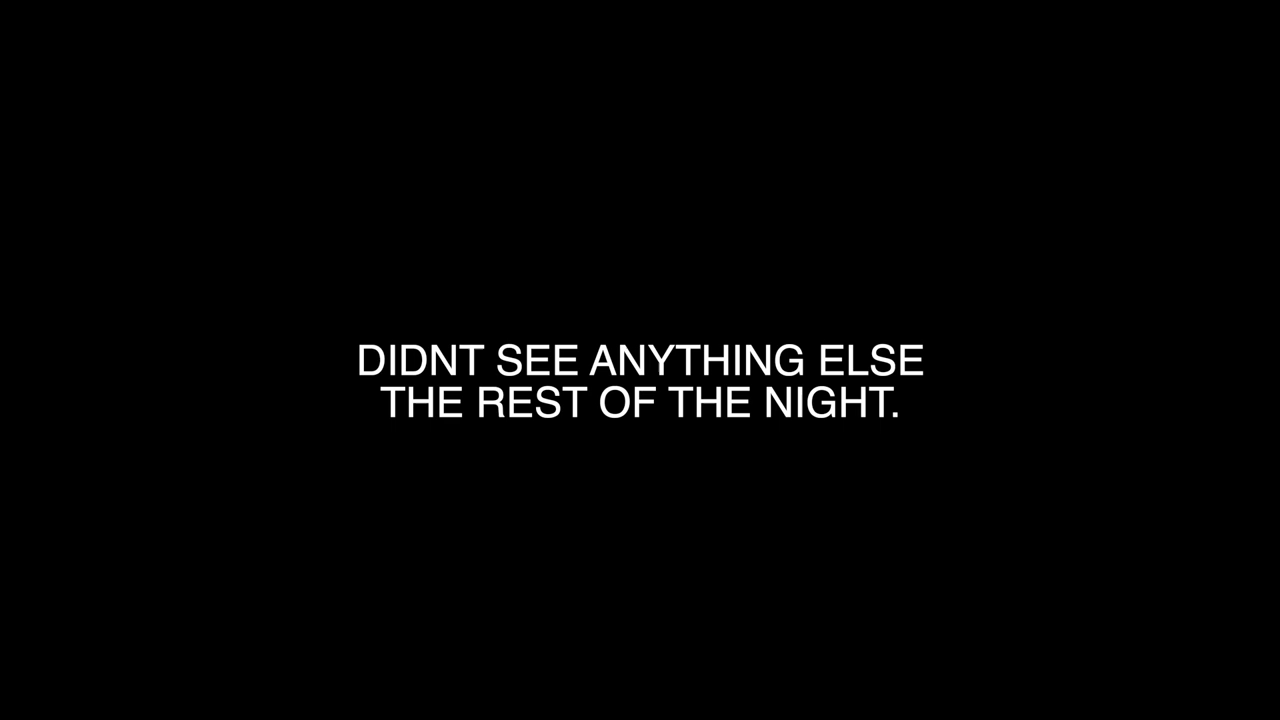 DIDNT SEE ANYTHING ELSE
THE REST OF THE NIGHT.